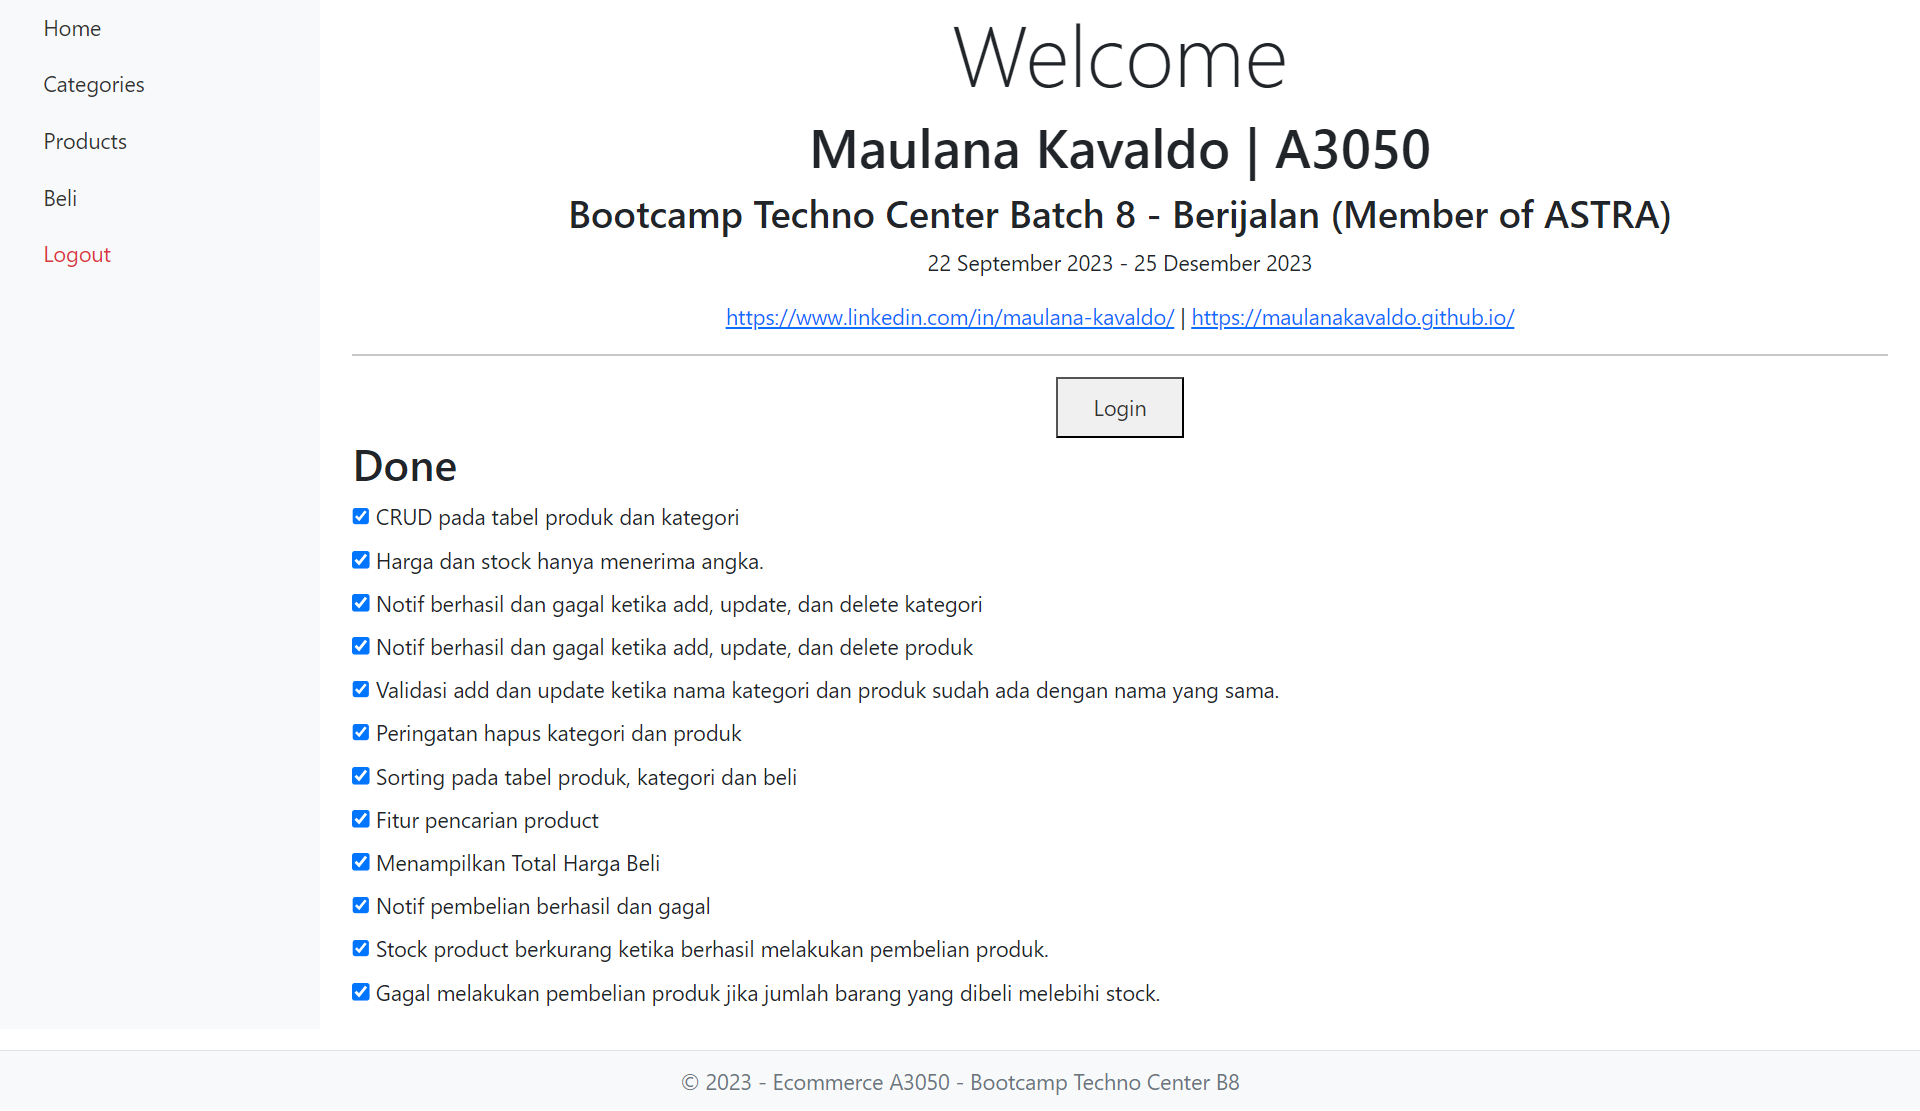 Home
Categories
Products
Beli
Logout
Welcome
Maulana Kavaldo | A3050
Bootcamp Techno Center Batch 8 - Berijalan (Member of ASTRA)
22 September 2023 - 25 Desember 2023
https://www.linkedin.com/in/maulana-kavaldo/ | https://maulanakavaldo.github.io/
Login
Done
CRUD pada tabel produk dan kategori
Harga dan stock hanya menerima angka.
Notif berhasil dan gagal ketika add, update, dan delete kategori
Notif berhasil dan gagal ketika add, update, dan delete produk
Validasi add dan update ketika nama kategori dan produk sudah ada dengan nama yang sama.
Peringatan hapus kategori dan produk
Sorting pada tabel produk, kategori dan beli
Fitur pencarian product
Menampilkan Total Harga Beli
Notif pembelian berhasil dan gagal
Stock product berkurang ketika berhasil melakukan pembelian produk.
Gagal melakukan pembelian produk jika jumlah barang yang dibeli melebihi stock.
© 2023 - Ecommerce A3050 - Bootcamp Techno Center B8